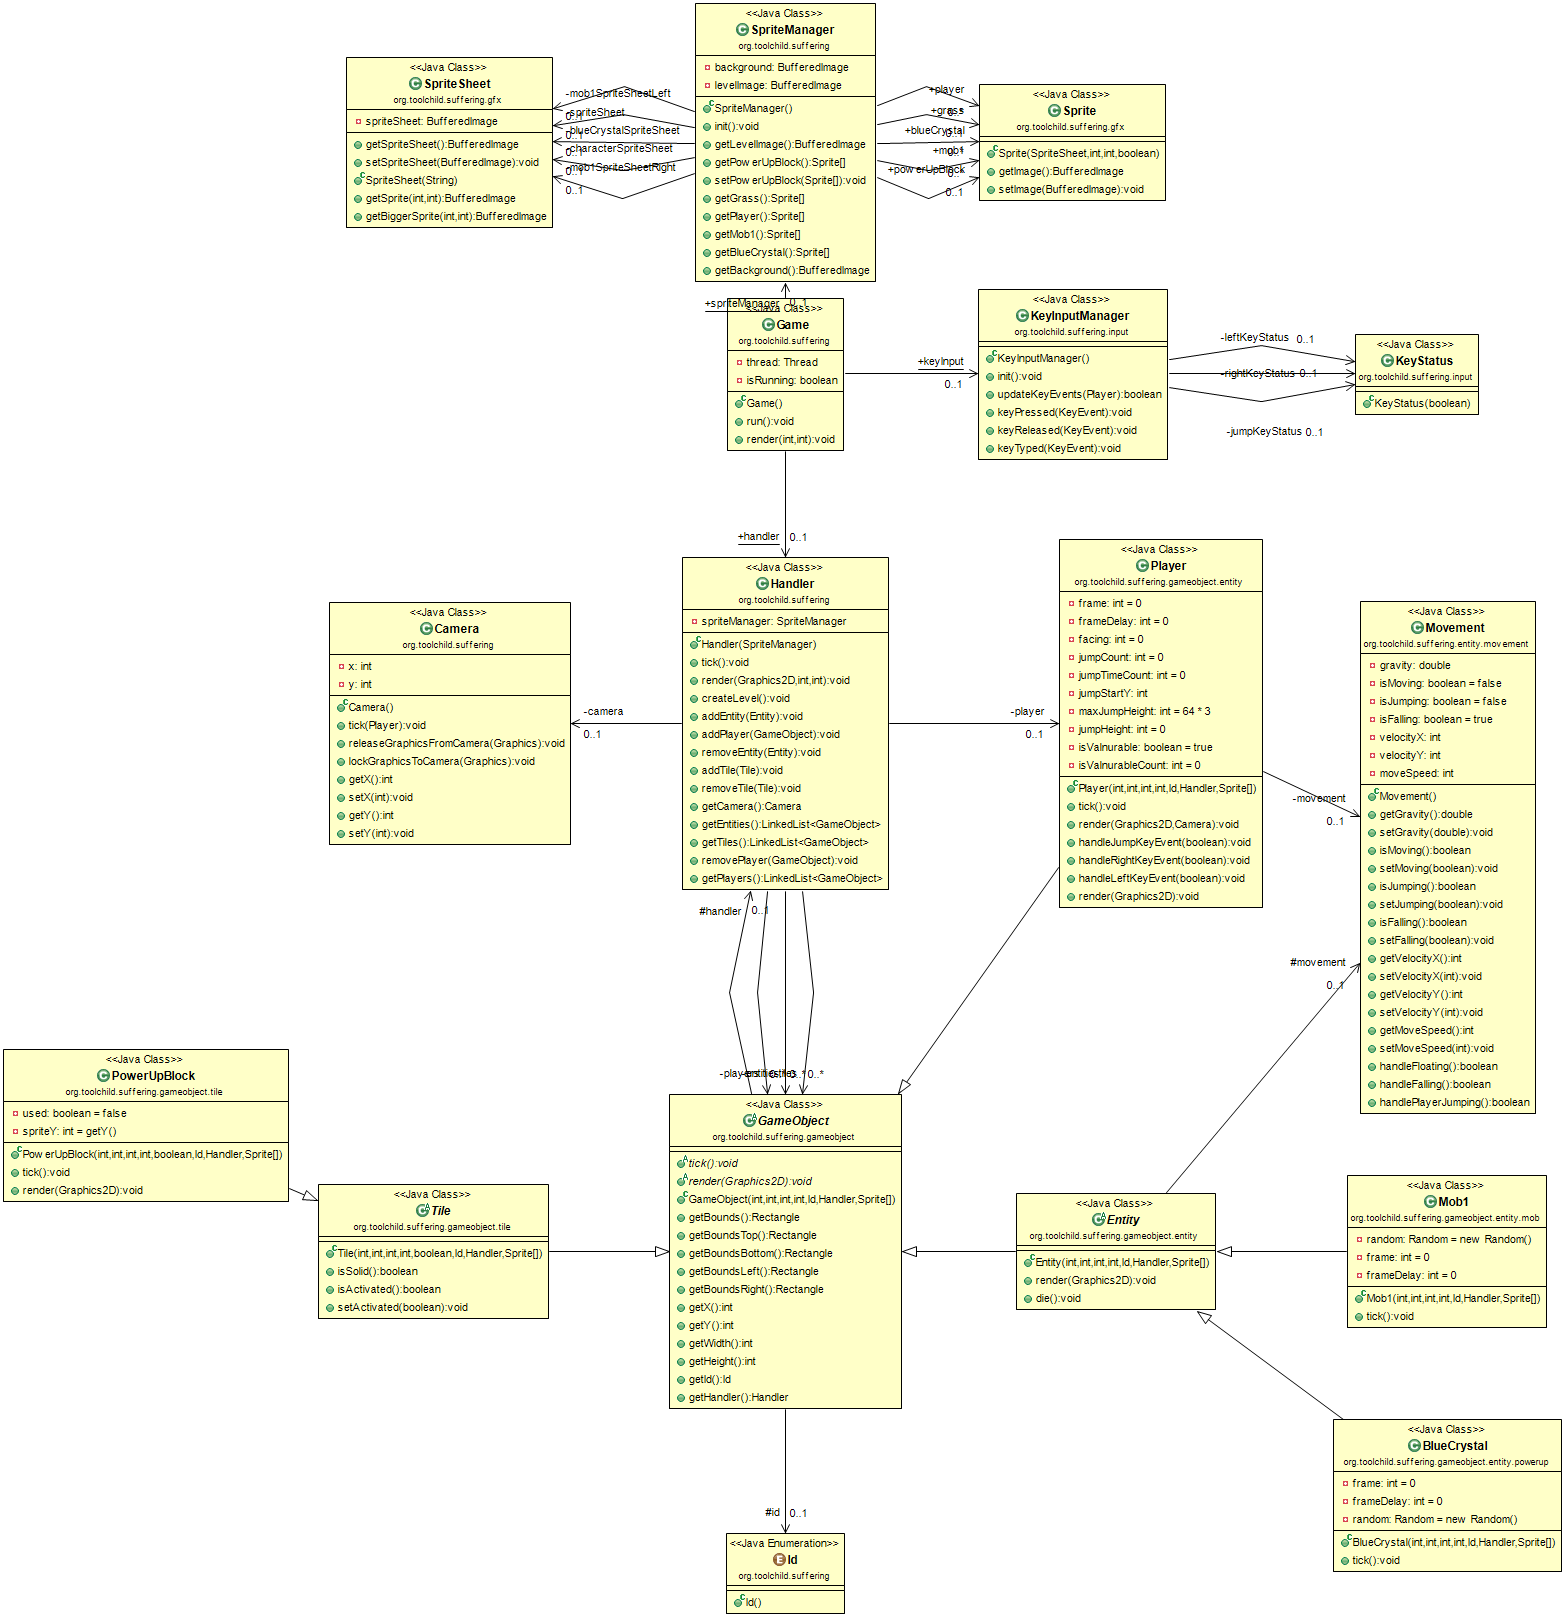 <<Java Class>>
SpriteManager
org.toolchild.suffering
background: BufferedImage
levelImage: BufferedImage
SpriteManager()
init():void
getLevelImage():BufferedImage
getPowerUpBlock():Sprite[]
setPowerUpBlock(Sprite[]):void
getGrass():Sprite[]
getPlayer():Sprite[]
getMob1():Sprite[]
getBlueCrystal():Sprite[]
getBackground():BufferedImage
<<Java Class>>
SpriteSheet
org.toolchild.suffering.gfx
spriteSheet: BufferedImage
getSpriteSheet():BufferedImage
setSpriteSheet(BufferedImage):void
SpriteSheet(String)
getSprite(int,int):BufferedImage
getBiggerSprite(int,int):BufferedImage
-mob1SpriteSheetLeft
0..1
-spriteSheet
0..1
-blueCrystalSpriteSheet
0..1
-characterSpriteSheet
0..1
-mob1SpriteSheetRight
0..1
+player
0..*
+grass
0..1
+blueCrystal
+mob1
0..*
+powerUpBlock
0..1
<<Java Class>>
Sprite
org.toolchild.suffering.gfx
Sprite(SpriteSheet,int,int,boolean)
getImage():BufferedImage
setImage(BufferedImage):void
+spriteManager
0..1
<<Java Class>>
Game
org.toolchild.suffering
thread: Thread
isRunning: boolean
Game()
run():void
render(int,int):void
+keyInput
0..1
<<Java Class>>
KeyInputManager
org.toolchild.suffering.input
KeyInputManager()
init():void
updateKeyEvents(Player):boolean
keyPressed(KeyEvent):void
keyReleased(KeyEvent):void
keyTyped(KeyEvent):void
-leftKeyStatus 0..1
-rightKeyStatus 0..1
-jumpKeyStatus 0..1
<<Java Class>>
KeyStatus
org.toolchild.suffering.input
KeyStatus(boolean)
+handler 0..1
<<Java Class>>
Handler
org.toolchild.suffering
spriteManager: SpriteManager
Handler(SpriteManager)
tick():void
render(Graphics2D,int,int):void
createLevel():void
addEntity(Entity):void
addPlayer(GameObject):void
removeEntity(Entity):void
addTile(Tile):void
removeTile(Tile):void
getCamera():Camera
getEntities():LinkedList<GameObject>
getTiles():LinkedList<GameObject>
removePlayer(GameObject):void
getPlayers():LinkedList<GameObject>
-camera
0..1
<<Java Class>>
Camera
org.toolchild.suffering
x: int
y: int
Camera()
tick(Player):void
releaseGraphicsFromCamera(Graphics):void
lockGraphicsToCamera(Graphics):void
getX():int
setX(int):void
getY():int
setY(int):void
-player
0..1
<<Java Class>>
Player
org.toolchild.suffering.gameobject.entity
frame: int = 0
frameDelay: int = 0
facing: int = 0
jumpCount: int = 0
jumpTimeCount: int = 0
jumpStartY: int
maxJumpHeight: int = 64 * 3
jumpHeight: int = 0
isValnurable: boolean = true
isValnurableCount: int = 0
Player(int,int,int,int,Id,Handler,Sprite[])
tick():void
render(Graphics2D,Camera):void
handleJumpKeyEvent(boolean):void
handleRightKeyEvent(boolean):void
handleLeftKeyEvent(boolean):void
render(Graphics2D):void
-movement
0..1
<<Java Class>>
Movement
org.toolchild.suffering.entity.movement
gravity: double
isMoving: boolean = false
isJumping: boolean = false
isFalling: boolean = true
velocityX: int
velocityY: int
moveSpeed: int
Movement()
getGravity():double
setGravity(double):void
isMoving():boolean
setMoving(boolean):void
isJumping():boolean
setJumping(boolean):void
isFalling():boolean
setFalling(boolean):void
getVelocityX():int
setVelocityX(int):void
getVelocityY():int
setVelocityY(int):void
getMoveSpeed():int
setMoveSpeed(int):void
handleFloating():boolean
handleFalling():boolean
handlePlayerJumping():boolean
#movement
0..1
#handler 0..1
-players
0..*
<<Java Class>>
GameObject
org.toolchild.suffering.gameobject
tick():void
render(Graphics2D):void
GameObject(int,int,int,int,Id,Handler,Sprite[])
getBounds():Rectangle
getBoundsTop():Rectangle
getBoundsBottom():Rectangle
getBoundsLeft():Rectangle
getBoundsRight():Rectangle
getX():int
getY():int
getWidth():int
getHeight():int
getId():Id
getHandler():Handler
<<Java Class>>
PowerUpBlock
org.toolchild.suffering.gameobject.tile
used: boolean = false
spriteY: int = getY()
PowerUpBlock(int,int,int,int,boolean,Id,Handler,Sprite[])
tick():void
render(Graphics2D):void
<<Java Class>>
Tile
org.toolchild.suffering.gameobject.tile
Tile(int,int,int,int,boolean,Id,Handler,Sprite[])
isSolid():boolean
isActivated():boolean
setActivated(boolean):void
<<Java Class>>
Entity
org.toolchild.suffering.gameobject.entity
Entity(int,int,int,int,Id,Handler,Sprite[])
render(Graphics2D):void
die():void
<<Java Class>>
Mob1
org.toolchild.suffering.gameobject.entity.mob
random: Random = new Random()
frame: int = 0
frameDelay: int = 0
Mob1(int,int,int,int,Id,Handler,Sprite[])
tick():void
<<Java Class>>
BlueCrystal
org.toolchild.suffering.gameobject.entity.powerup
frame: int = 0
frameDelay: int = 0
random: Random = new Random()
BlueCrystal(int,int,int,int,Id,Handler,Sprite[])
tick():void
#id 0..1
<<Java Enumeration>>
Id
org.toolchild.suffering
Id()